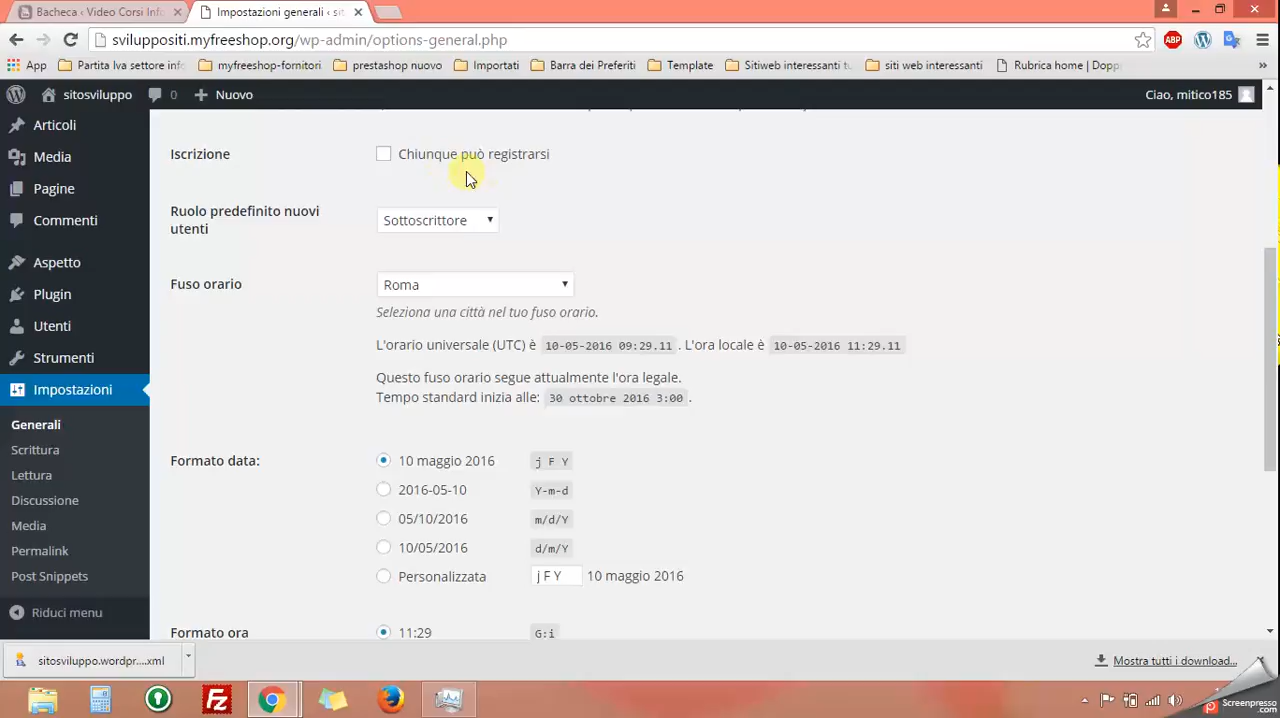 Bacheca ‹ Video Corsi Info
Impostazioni generali ‹ sit
sviluppositi.myfreeshop.org/wp-admin/options-general.php
ABP
App
Partita Iva settore info
myfreeshop-fornitori
prestashop nuovo
Importati
Barra dei Preferiti
Template
Sitiweb interessanti tu
siti web interessanti
Rubrica home | Dopp
sitosviluppo
0
Nuovo
Ciao, mitico185
Articoli
Media
Pagine
Commenti
Aspetto
Plugin
Utenti
Strumenti
Impostazioni
Generali
Scrittura
Lettura
Discussione
Media
Permalink
Post Snippets
Riduci menu
Iscrizione
Chiunque può registrarsi
Ruolo predefinito nuovi
utenti
Sottoscrittore
Fuso orario
Roma
Seleziona una città nel tuo fuso orario.
L'orario universale (UTC) è 10-05-2016 09:29.11 . L'ora locale è 10-05-2016 11:29.11
Questo fuso orario segue attualmente l'ora legale.
Tempo standard inizia alle: 30 ottobre 2016 3:00 .
Formato data:
10 maggio 2016 j F Y
2016-05-10 Y-m-d
05/10/2016 m/d/Y
10/05/2016 d/m/Y
Personalizzata j F Y 10 maggio 2016
Formato ora
11:29 G:i
sitosviluppo.wordpr....xml
Mostra tutti i download...
Screenpresso
.com